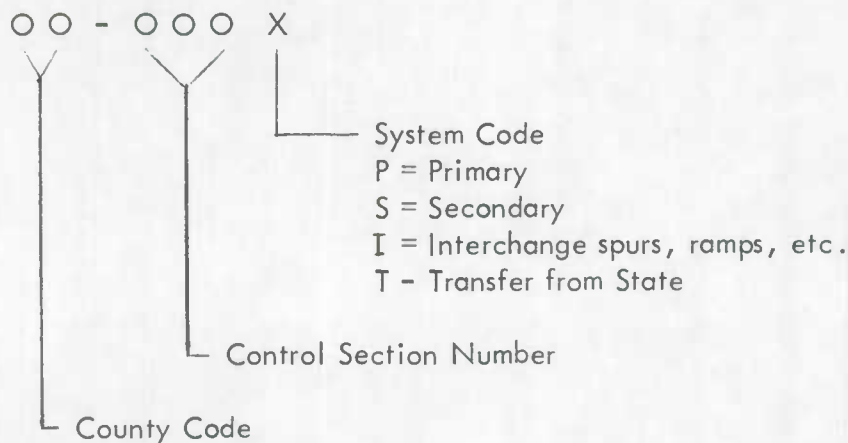 OO - OOO X
System Code
P = Primary
S = Secondary
I = Interchange spurs, ramps, etc.
T - Transfer from State
Control Section Number
County Code